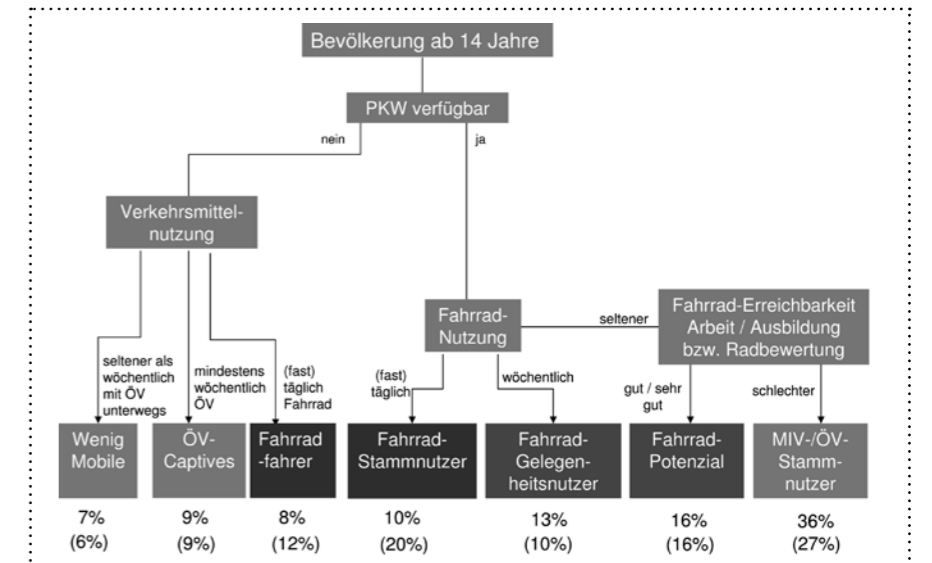 Bevölkerung ab 14 Jahre
PKW verfügbar
nein
ja
Verkehrsmittel-
nutzung
Fahrrad-
Nutzung
seltener
Fahrrad-Erreichbarkeit
Arbeit / Ausbildung
bzw. Radbewertung
seltener als
wöchentlich
mit ÖV
unterwegs
mindestens
wöchentlich
ÖV
(fast)
täglich
Fahrrad
(fast)
täglich
wöchentlich
gut / sehr
gut
schlechter
Wenig
Mobile
ÖV-
Captives
Fahrrad
-fahrer
Fahrrad-
Stammnutzer
Fahrrad-
Gelegen-
heitsnutzer
Fahrrad-
Potenzial
MIV-/ÖV-
Stamm-
nutzer
7%
(6%)
9%
(9%)
8%
(12%)
10%
(20%)
13%
(10%)
16%
(16%)
36%
(27%)